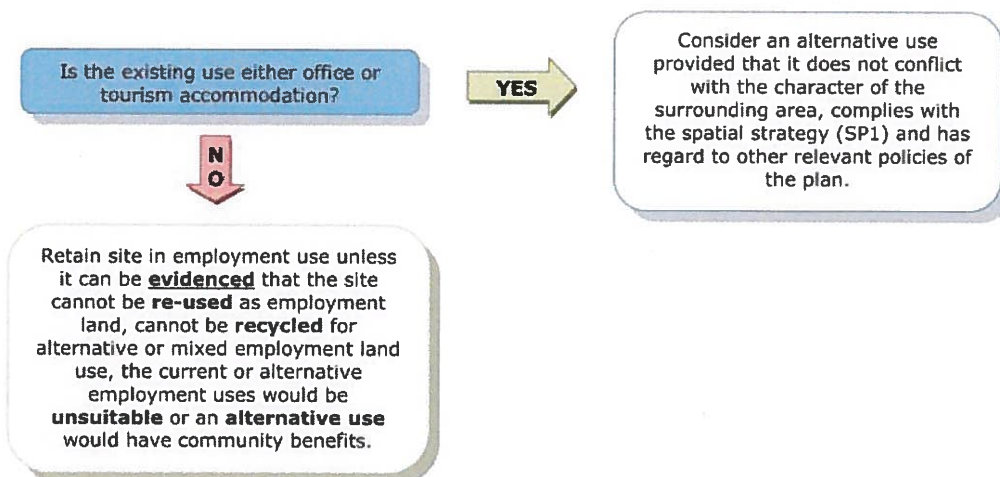 Is the existing use either office or
tourism accommodation?
YES
Consider an alternative use
provided that it does not conflict
with the character of the
surrounding area, complies with
the spatial strategy (SP1) and has
regard to other relevant policies of
the plan.
N
O
Retain site in employment use unless
it can be evidenced that the site
cannot be re-used as employment
land, cannot be recycled for
alternative or mixed employment land
use, the current or alternative
employment uses would be
unsuitable or an alternative use
would have community benefits.